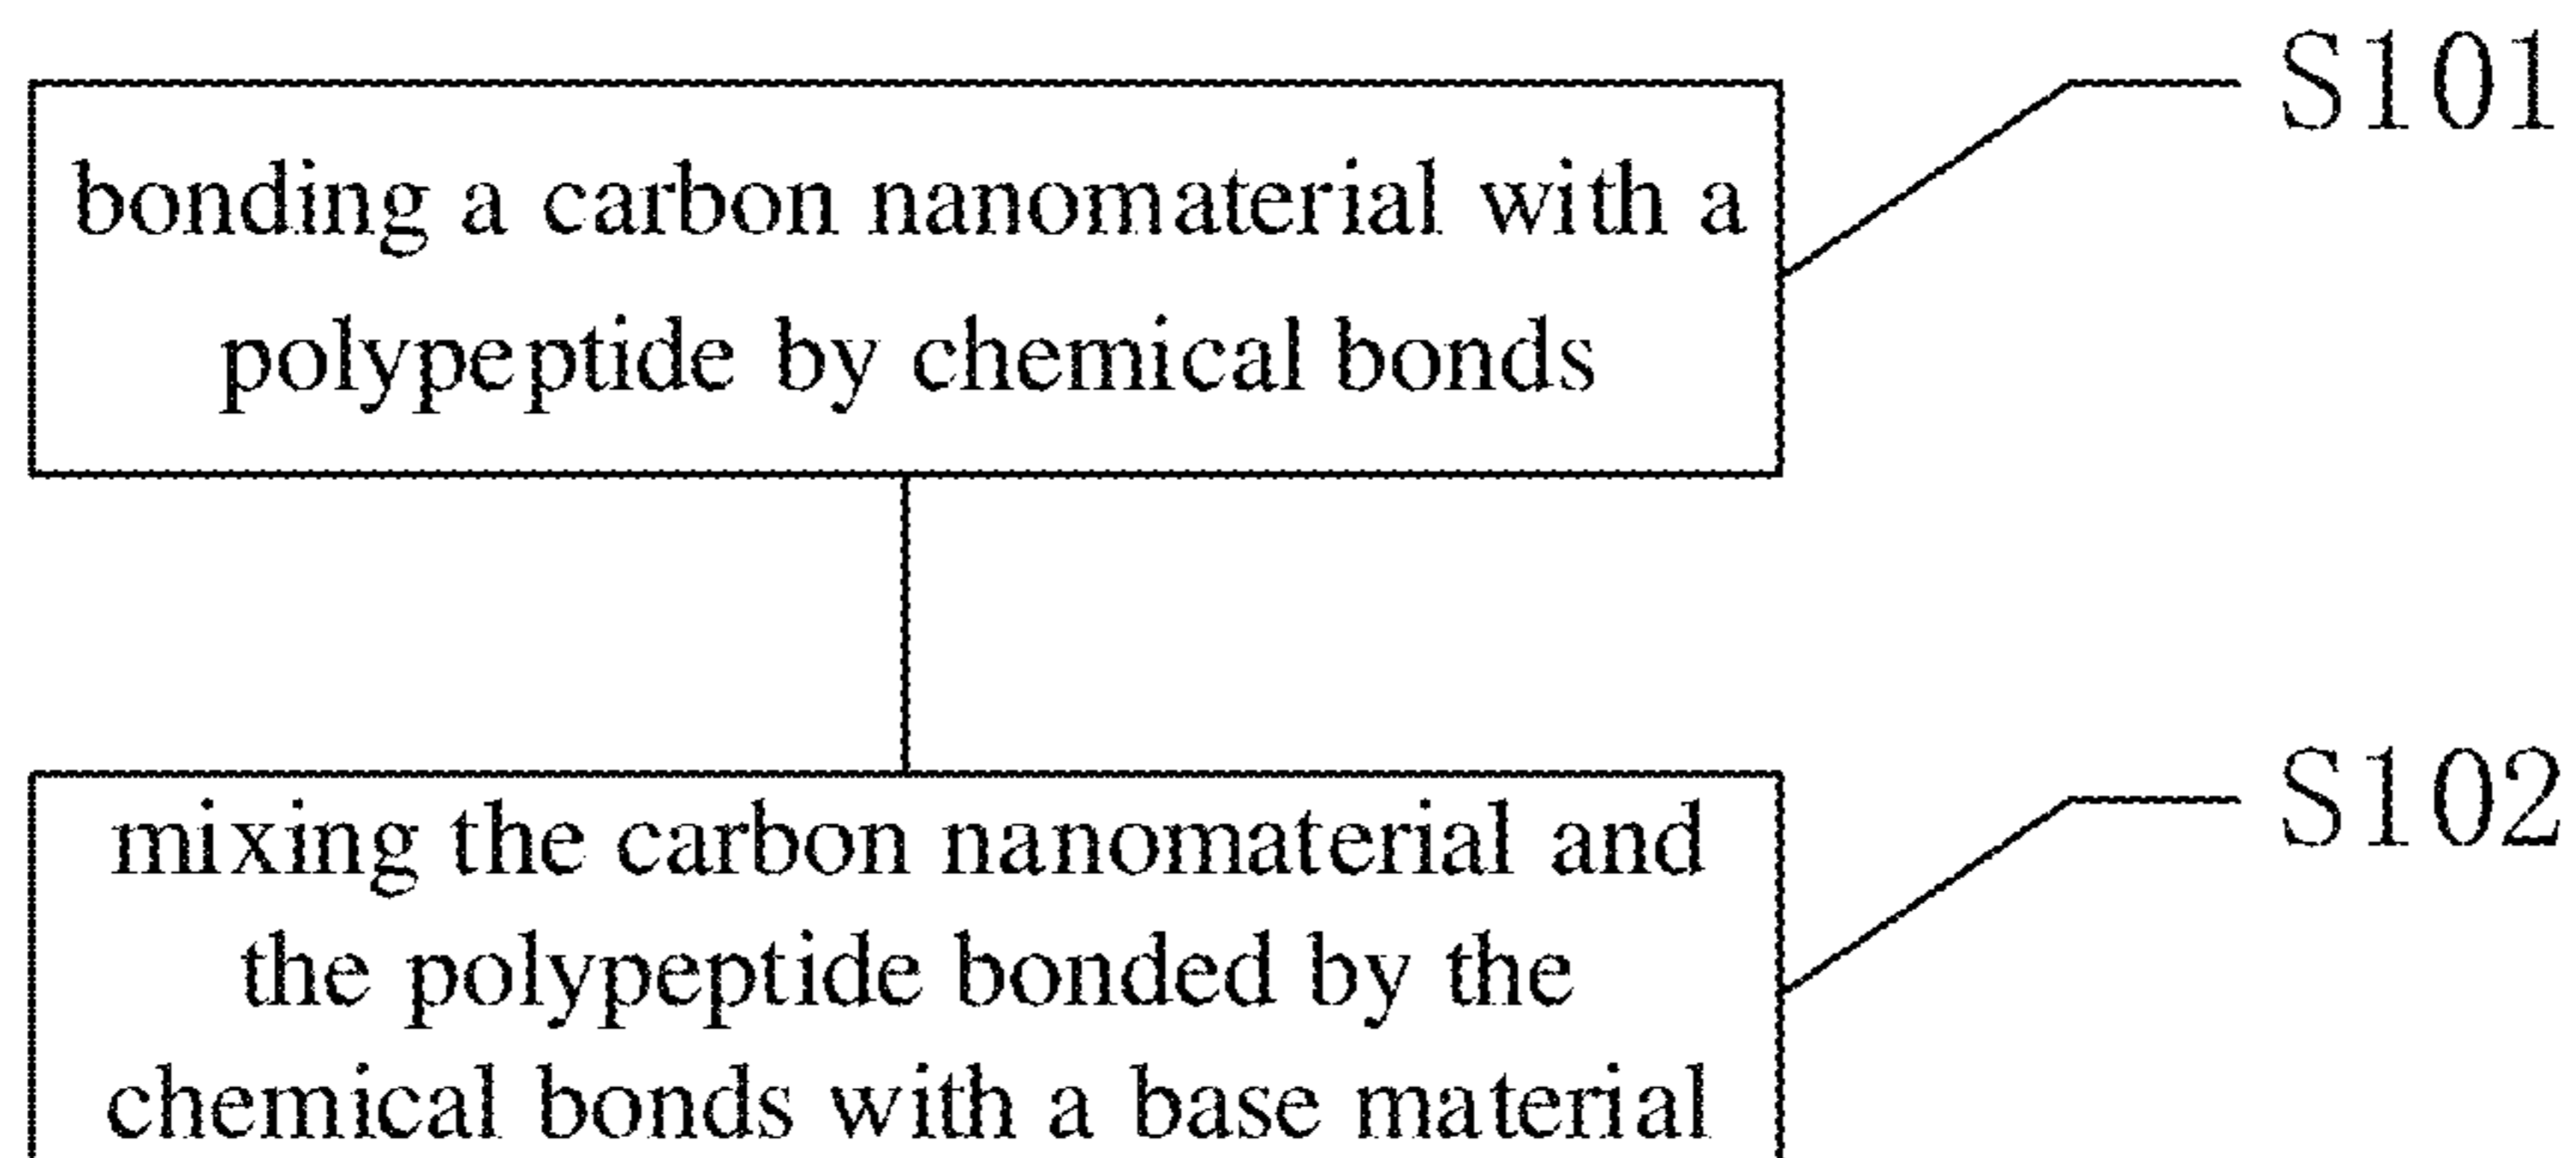 S101
bonding a carbon nanomaterial with a
polypeptide by chemical bonds
S102
mixing the carbon nanomaterial and
the polypeptide bonded by the
chemical bonds with a base material